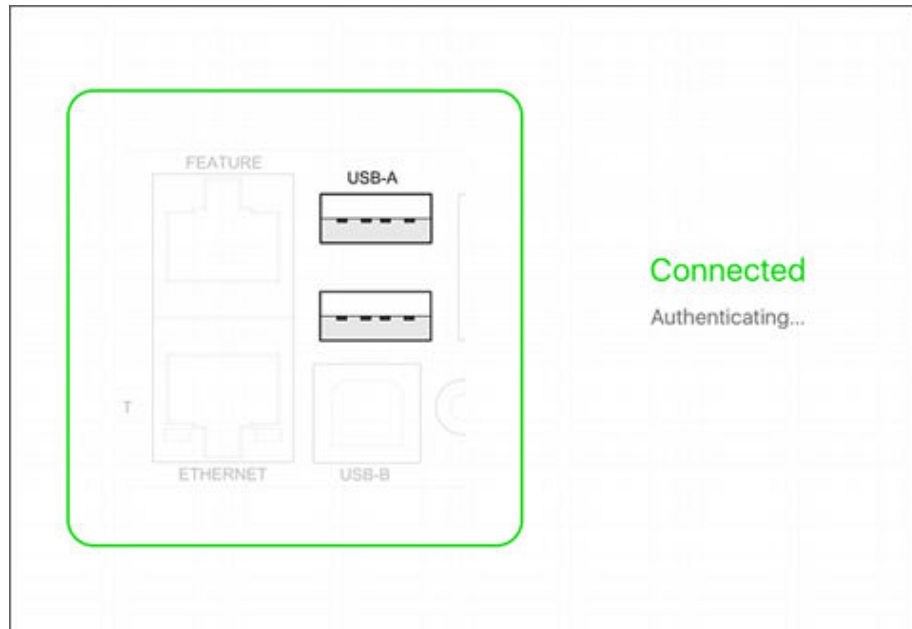 FEATURE
USB-A
Connected
Authenticating...
T
ETHERNET
USB-B